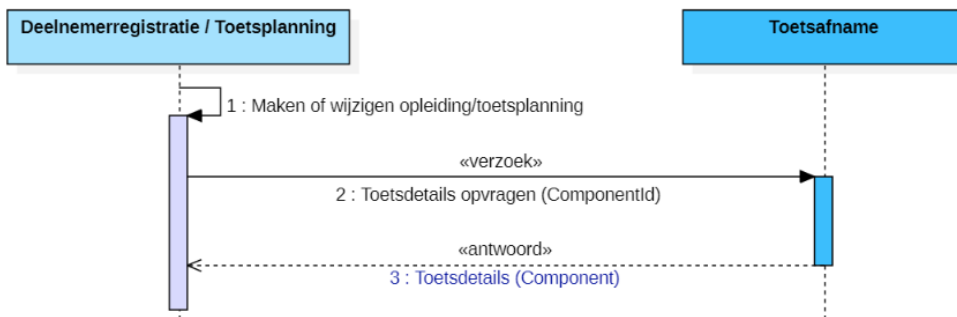 Deelnemerregistratie / Toetsplanning
Toetsafname
1 : Maken of wijzigen opleiding/toetsplanning
«verzoek»
2 : Toetsdetails opvragen (ComponentId)
«antwoord»
3 : Toetsdetails (Component)